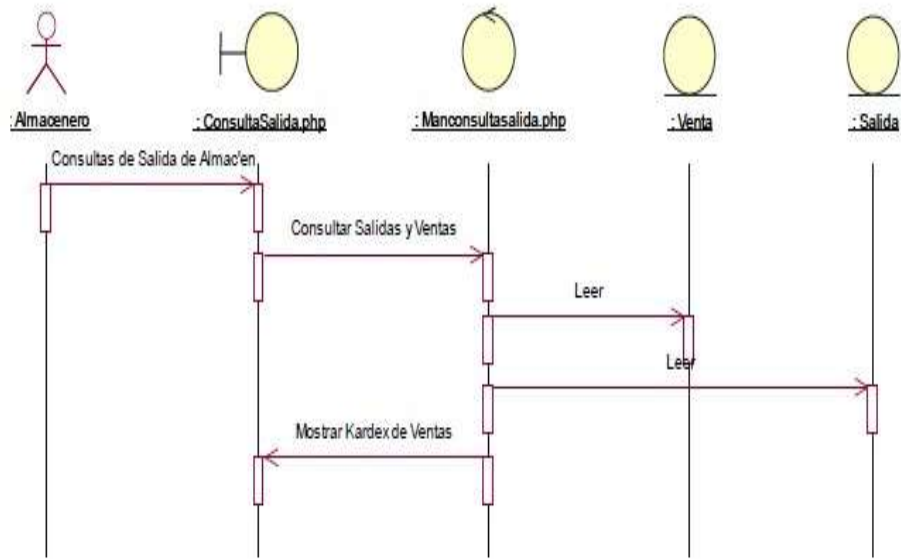 : Almacenero
: ConsultaSalida.php
: Manconsultasalida.php
: Venta
: Salida
Consultas de Salida de Almac'en
Consultar Salidas y Ventas
Leer
Leer
Mostrar Kardex de Ventas